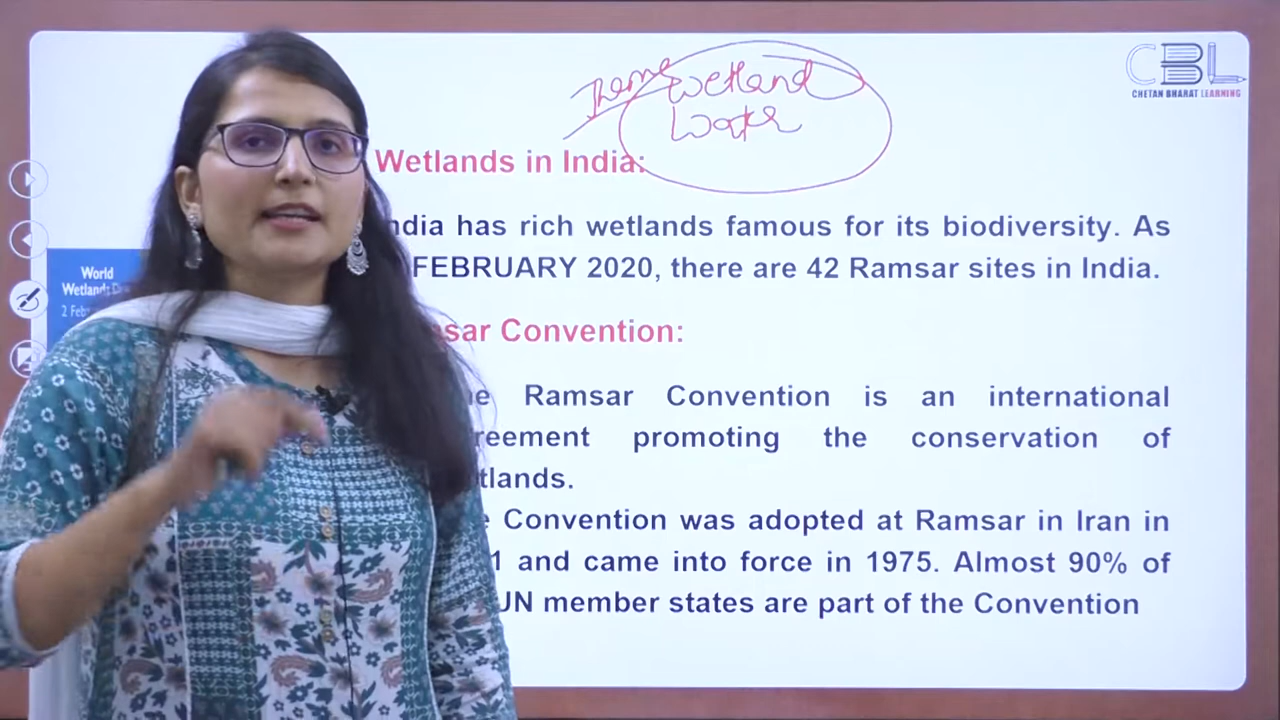 Theme Wetland
Water
CBL
CHETAN BHARAT LEARNING
Wetlands in India:
ndia has rich wetlands famous for its biodiversity. As
FEBRUARY 2020, there are 42 Ramsar sites in India.
World
Wetlands
2 Feb
sar Convention:
Ramsar Convention is an international
reement promoting the conservation of
tlands.
Convention was adopted at Ramsar in Iran in
1 and came into force in 1975. Almost 90% of
UN member states are part of the Convention